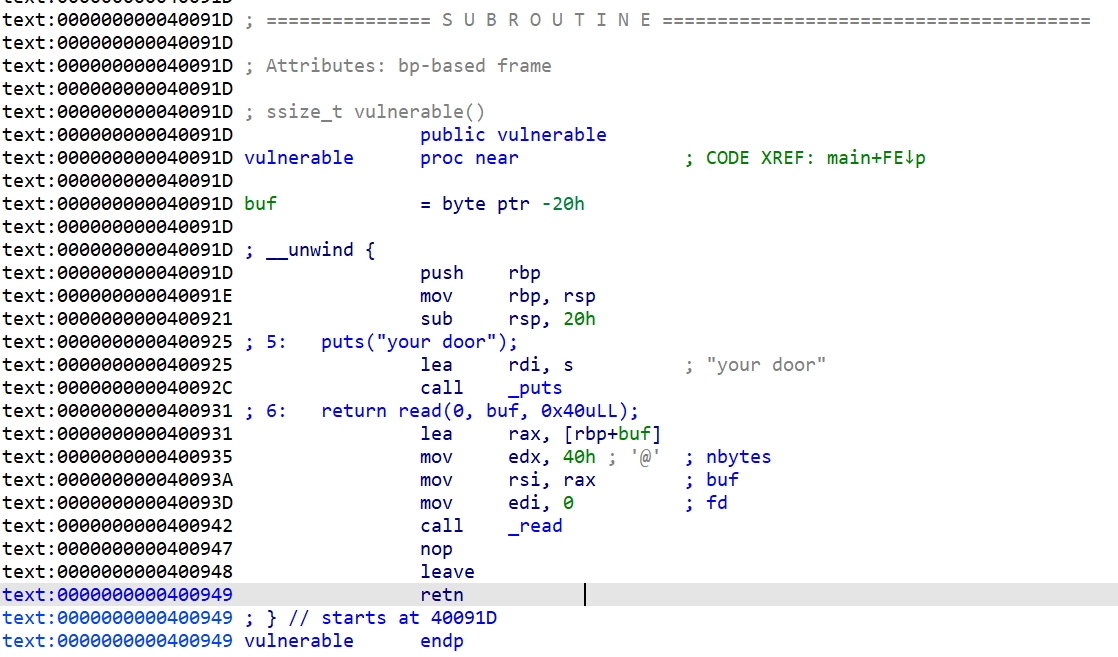 text:000000000040091D
text:000000000040091D ; =============== S U B R O U T I N E =======================================
text:000000000040091D
text:000000000040091D ; Attributes: bp-based frame
text:000000000040091D
text:000000000040091D ; ssize_t vulnerable()
text:000000000040091D public vulnerable
text:000000000040091D vulnerable proc near ; CODE XREF: main+FE↓p
text:000000000040091D
text:000000000040091D buf = byte ptr -20h
text:000000000040091D
text:000000000040091D ; __unwind {
text:000000000040091D push rbp
text:000000000040091E mov rbp, rsp
text:0000000000400921 sub rsp, 20h
text:0000000000400925 ; 5: puts("your door");
text:0000000000400925 lea rdi, s ; "your door"
text:000000000040092C call _puts
text:0000000000400931 ; 6: return read(0, buf, 0x40uLL);
text:0000000000400931 lea rax, [rbp+buf]
text:0000000000400935 mov edx, 40h ; '@' ; nbytes
text:000000000040093A mov rsi, rax ; buf
text:000000000040093D mov edi, 0 ; fd
text:0000000000400942 call _read
text:0000000000400947 nop
text:0000000000400948 leave
text:0000000000400949 retn
text:0000000000400949 ; } // starts at 40091D
text:0000000000400949 vulnerable endp